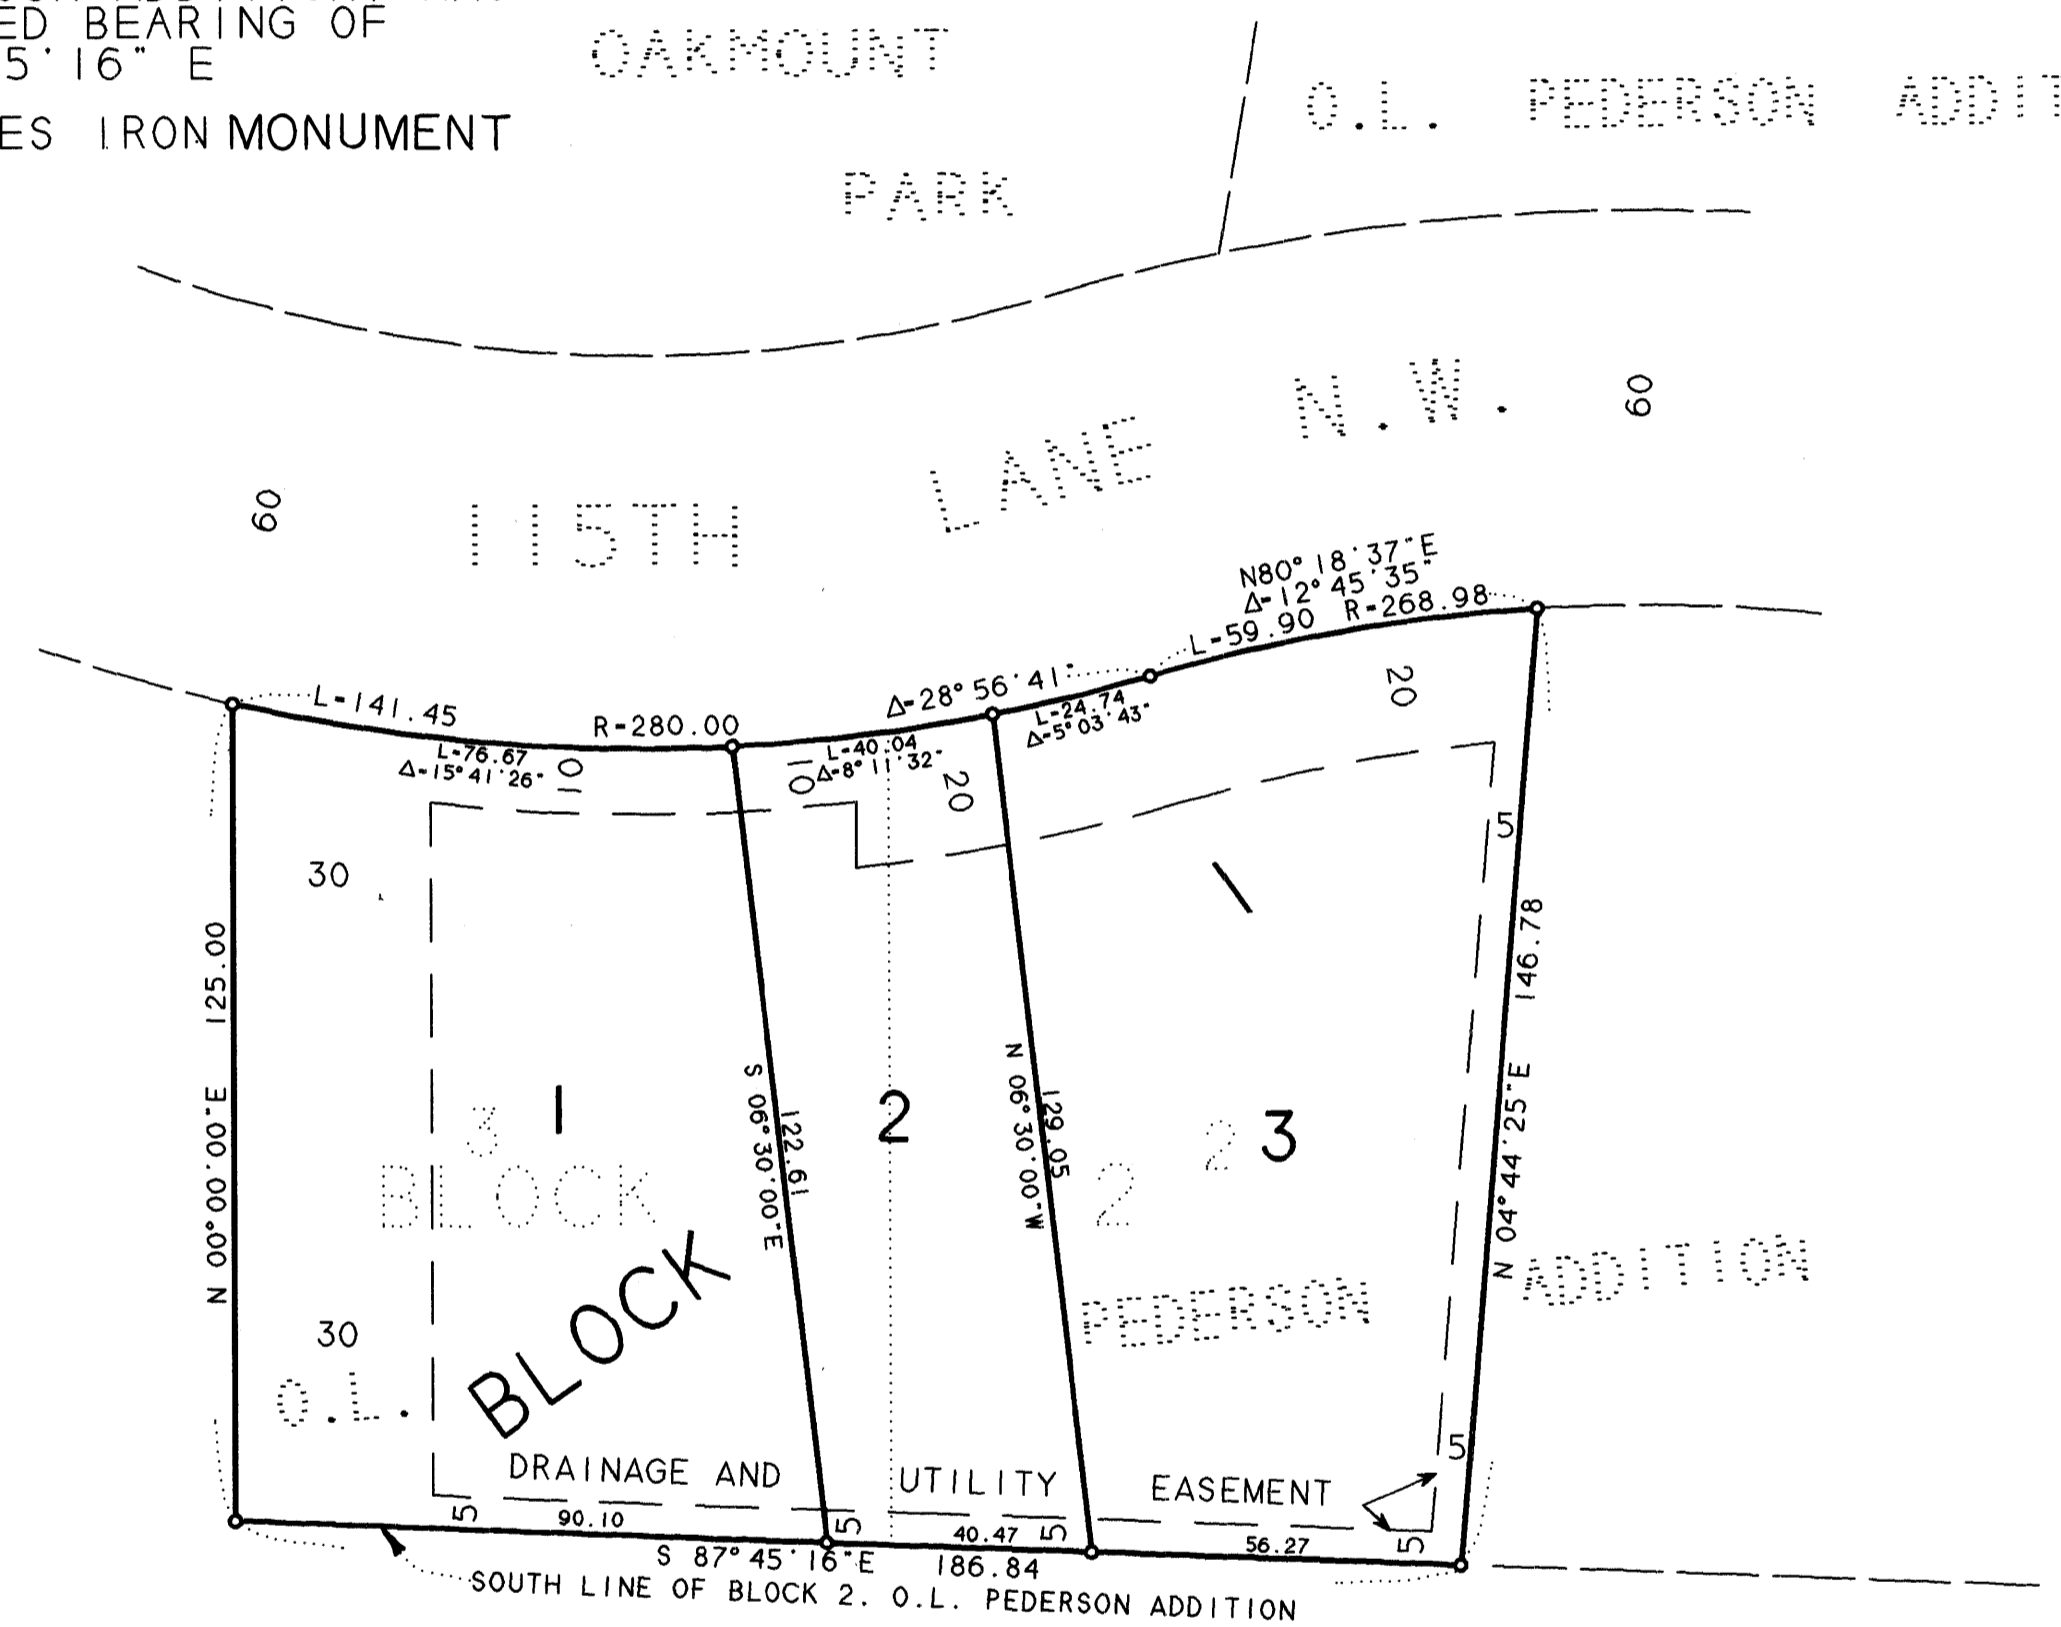 ED BEARING OF
5'16" E
ES IRON MONUMENT
OAKMOUNT
PARK
O.L. PEDERSON ADDIT
60
60
115TH LANE N.W.
N80°18'37"E
Δ=12°45'35"
L=59.90 R=268.98
L=141.45
R=280.00
Δ=28°56'41"
L=76.67
Δ=15°41'26"
10
10
L=40.04
Δ=8°11'32"
20
L=24.74
Δ=5°03'43"
20
5
30
1
125.00
N 00°00'00"E
146.78
N 04°44'25"E
S 06°30'00"E
122.61
N 06°30'00"W
129.05
1
2
3
3
2
BLOCK
2
BLOCK
30
O.L.
PEDERSON
ADDITION
DRAINAGE AND UTILITY EASEMENT
5
5
90.10
5
40.47
5
56.27
5
S 87°45'16"E
186.84
SOUTH LINE OF BLOCK 2. O.L. PEDERSON ADDITION